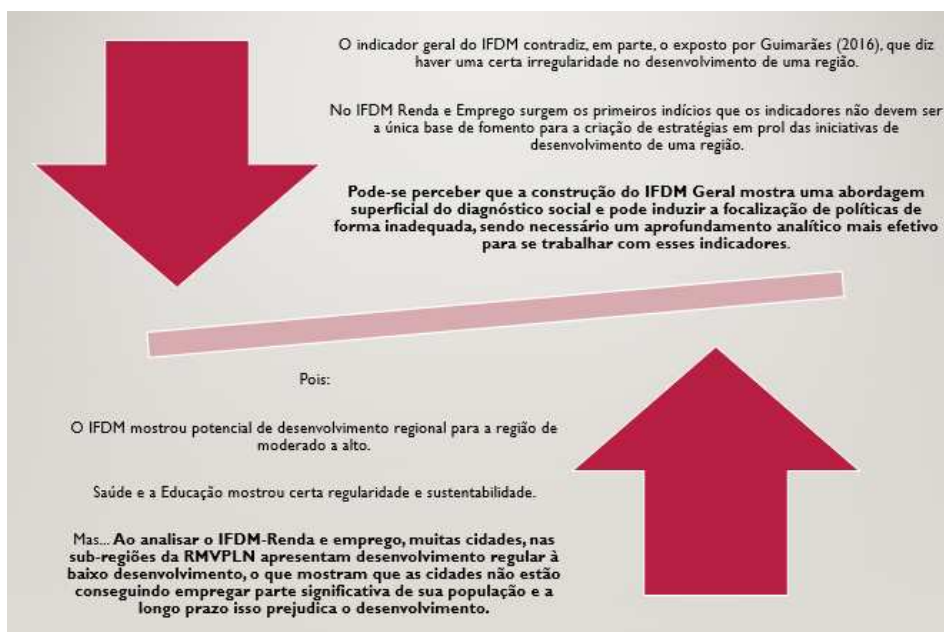 O indicador geral do IFDM contradiz, em parte, o exposto por Guimarães (2016), que diz
haver uma certa irregularidade no desenvolvimento de uma região.
No IFDM Renda e Emprego surgem os primeiros indícios que os indicadores não devem ser
a única base de fomento para a criação de estratégias em prol das iniciativas de
desenvolvimento de uma região.
Pode-se perceber que a construção do IFDM Geral mostra uma abordagem
superficial do diagnóstico social e pode induzir a focalização de políticas de
forma inadequada, sendo necessário um aprofundamento analítico mais efetivo
para se trabalhar com esses indicadores.
Pois:
O IFDM mostrou potencial de desenvolvimento regional para a região de
moderado a alto.
Saúde e a Educação mostrou certa regularidade e sustentabilidade.
Mas... Ao analisar o IFDM-Renda e emprego, muitas cidades, nas
sub-regiões da RMVPLN apresentam desenvolvimento regular à
baixo desenvolvimento, o que mostram que as cidades não estão
conseguindo empregar parte significativa de sua população e a
longo prazo isso prejudica o desenvolvimento.